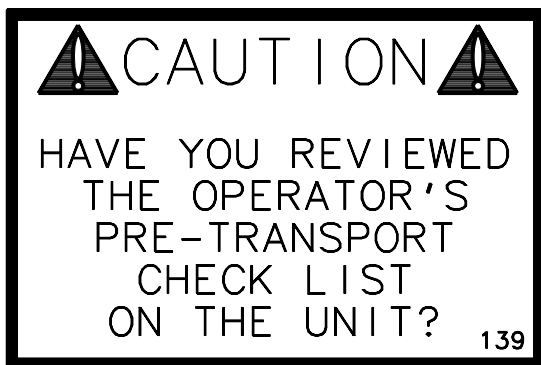 CAUTION
HAVE YOU REVIEWED
THE OPERATOR'S
PRE-TRANSPORT
CHECK LIST
ON THE UNIT?
139